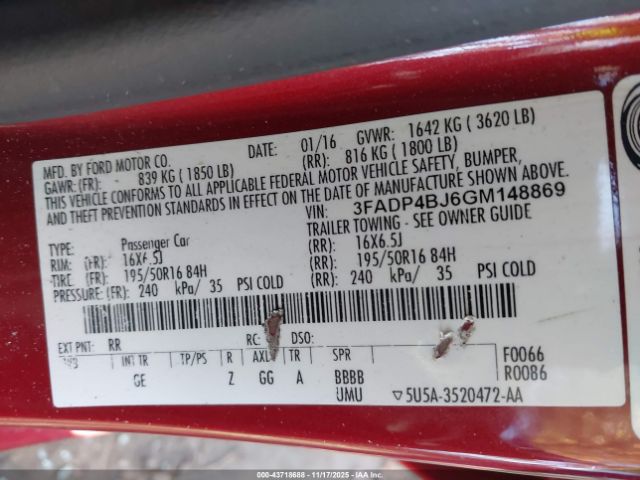 MFD. BY FORD MOTOR CO.
DATE: 01/16 GVWR: 1642 KG ( 3620 LB)
GAWR: (FR): 839 KG ( 1850 LB) (RR): 816 KG ( 1800 LB)
THIS VEHICLE CONFORMS TO ALL APPLICABLE FEDERAL MOTOR VEHICLE SAFETY, BUMPER,
AND THEFT PREVENTION STANDARDS IN EFFECT ON THE DATE OF MANUFACTURE SHOWN ABOVE.
VIN: 3FADP4BJ6GM148869
TYPE: Passenger Car TRAILER TOWING - SEE OWNER GUIDE
RIM: (FR): 16X6.5J (RR): 16X6.5J
TIRE: (FR): 195/50R16 84H (RR): 195/50R16 84H
PRESSURE: (FR): 240 kPa/ 35 PSI COLD (RR): 240 kPa/ 35 PSI COLD
EXT PNT: RR RC: DSO:
INT TR TP/PS R AXLE TR SPR F0066
GE Z GG A BBBB R0086
UMU ▽5U5A-3520472-AA
000-43718688 - 11/17/2025 - IAAI.COM